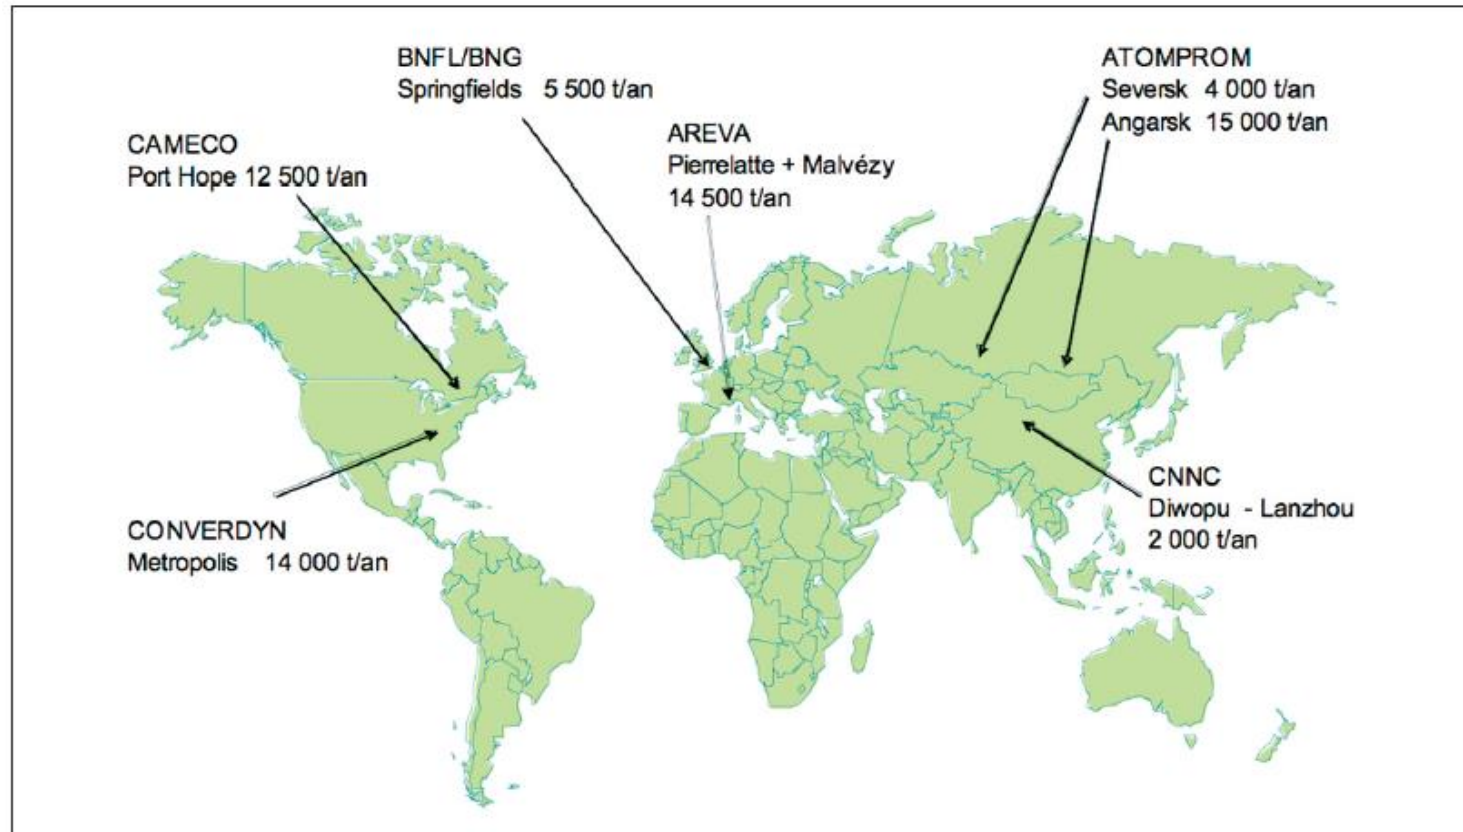 BNFL/BNG
Springfields 5 500 t/an
ATOMPROM
Seversk 4 000 t/an
Angarsk 15 000 t/an
AREVA
Pierrelatte + Malvézy
14 500 t/an
CAMECO
Port Hope 12 500 t/an
CNNC
Diwopu - Lanzhou
2 000 t/an
CONVERDYN
Metropolis 14 000 t/an